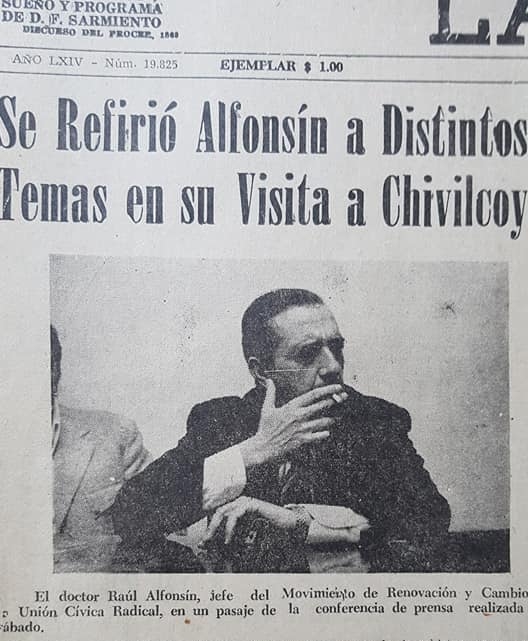 SUEÑO Y PROGRAMA
DE D. F. SARMIENTO
DISCURSO DEL PROCER, 1868
LA
AÑO LXIV - Núm. 19.825
EJEMPLAR $ 1.00
Se Refirió Alfonsín a Distintos
Temas en su Visita a Chivilcoy
El doctor Raúl Alfonsín, jefe del Movimiento de Renovación y Cambio
Unión Cívica Radical, en un pasaje de la conferencia de prensa realizada
sábado.